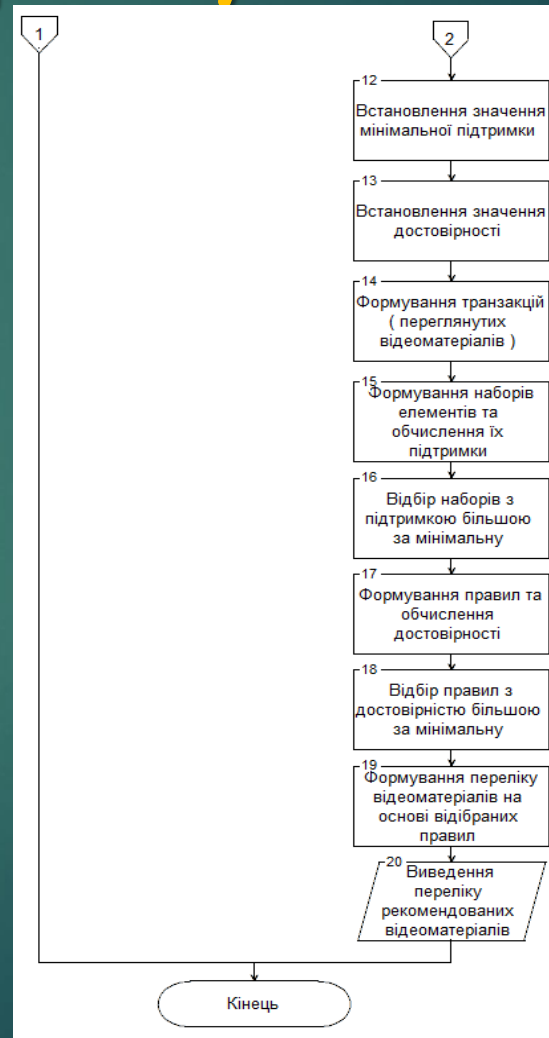 1
2
12
Встановлення значення
мінімальної підтримки
13
Встановлення значення
достовірності
14
Формування транзакцій
( переглянутих
відеоматеріалів )
15
Формування наборів
елементів та
обчислення їх
підтримки
16
Відбір наборів з
підтримкою більшою
за мінімальну
17
Формування правил та
обчислення
достовірності
18
Відбір правил з
достовірністю більшою
за мінімальну
19
Формування переліку
відеоматеріалів на
основі відібраних
правил
20
Виведення
переліку
рекомендованих
відеоматеріалів
Кінець